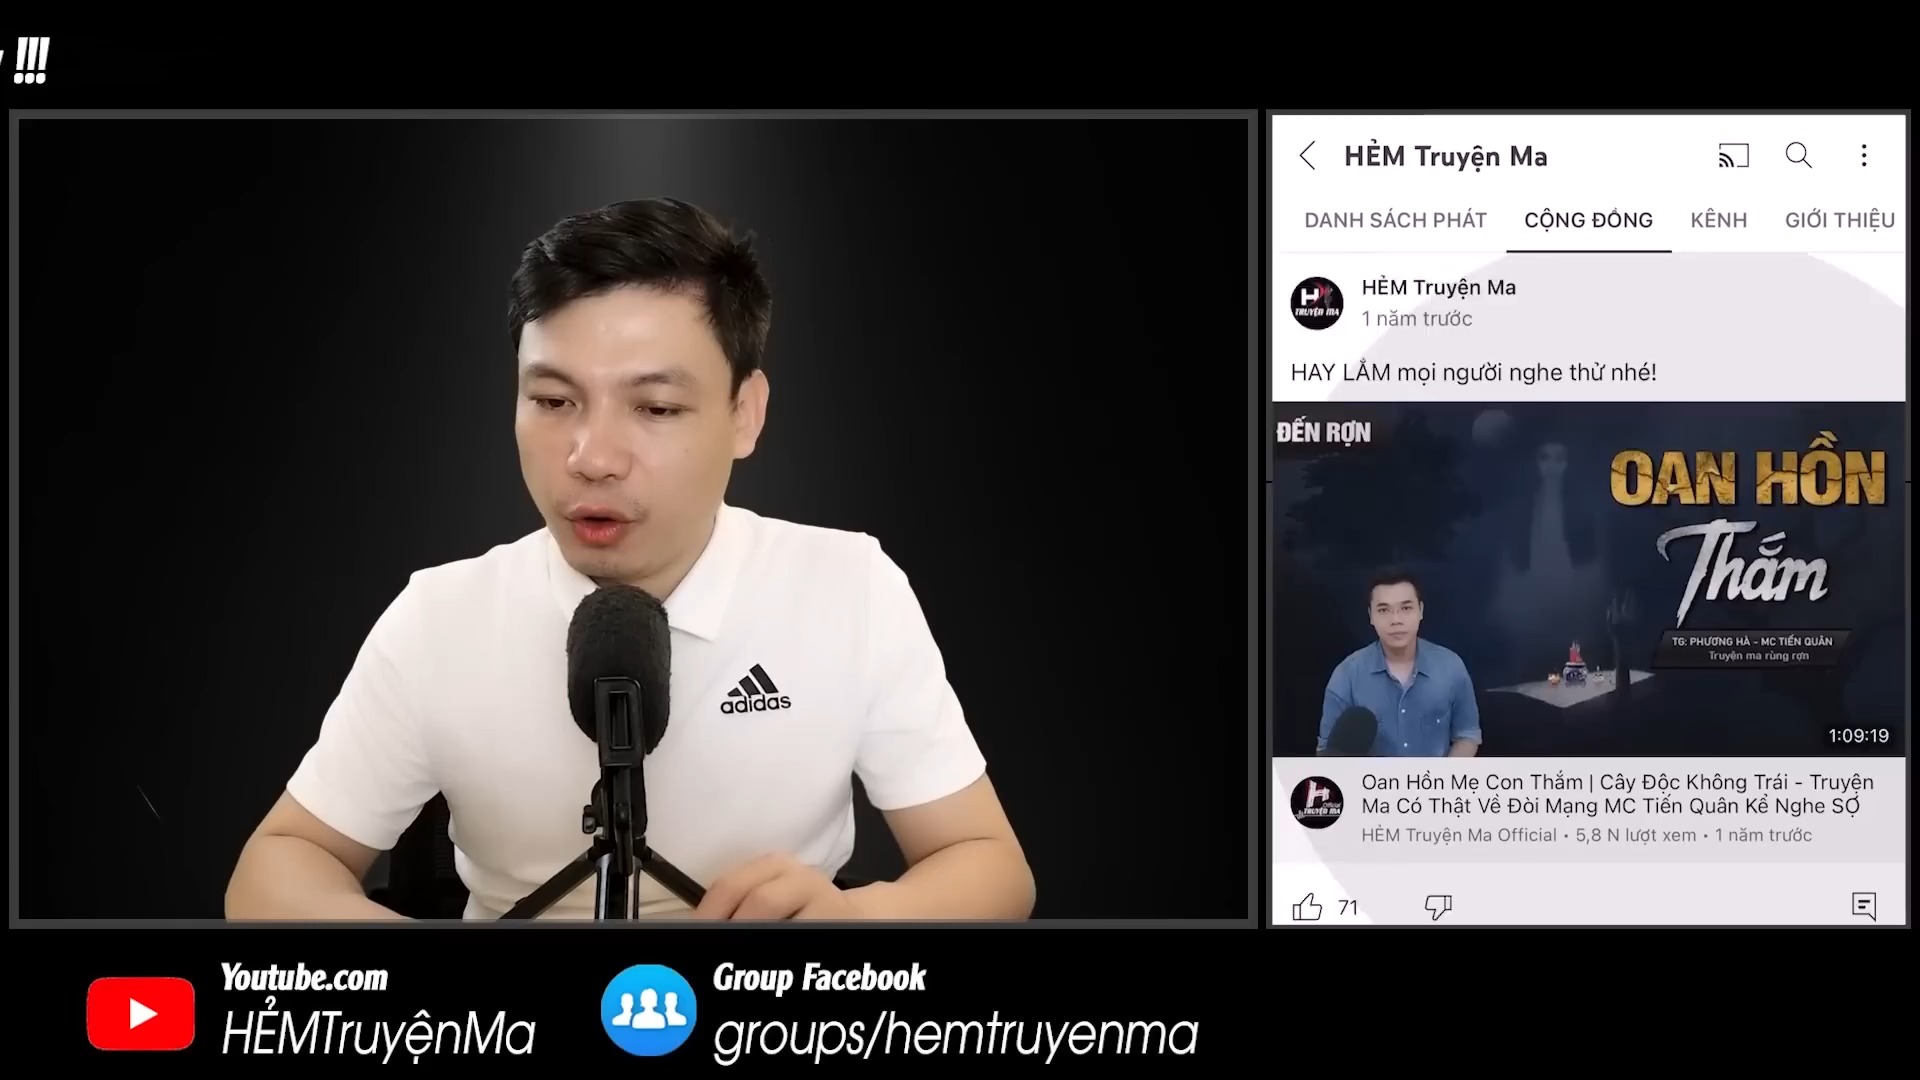 !!!
HẺM Truyện Ma
DANH SÁCH PHÁT CỘNG ĐỒNG KÊNH GIỚI THIỆU
HẺM Truyện Ma
1 năm trước
HAY LẮM mọi người nghe thử nhé!
ĐẾN RỢN
OAN HỒN
Thắm
TG: PHƯƠNG HÀ - MC TIẾN QUÂN
Truyện ma rùng rợn
1:09:19
Oan Hồn Mẹ Con Thắm | Cây Độc Không Trái - Truyện
Ma Có Thật Về Đòi Mạng MC Tiến Quân Kể Nghe SỢ
HẺM Truyện Ma Official • 5,8 N lượt xem • 1 năm trước
71
adidas
Youtube.com
HẺMTruyệnMa
Group Facebook
groups/hemtruyenma